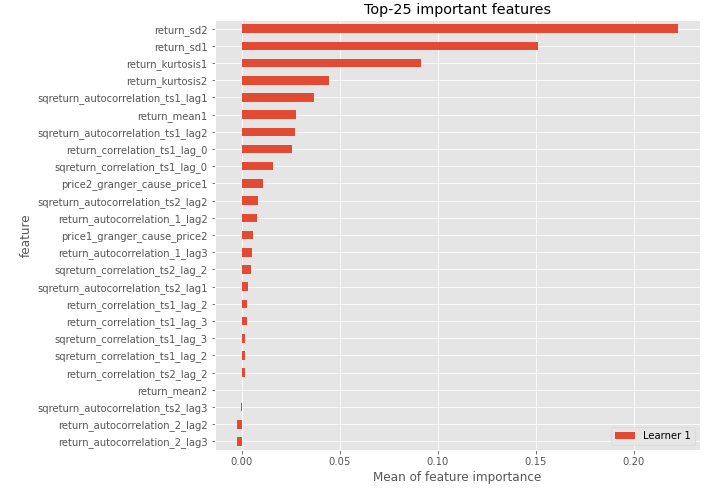 Top-25 important features
return_sd2
return_sd1
return_kurtosis1
return_kurtosis2
sqreturn_autocorrelation_ts1_lag1
return_mean1
sqreturn_autocorrelation_ts1_lag2
return_correlation_ts1_lag_0
sqreturn_correlation_ts1_lag_0
price2_granger_cause_price1
sqreturn_autocorrelation_ts2_lag2
return_autocorrelation_1_lag2
price1_granger_cause_price2
return_autocorrelation_1_lag3
sqreturn_correlation_ts2_lag_2
sqreturn_autocorrelation_ts2_lag1
return_correlation_ts1_lag_2
return_correlation_ts1_lag_3
sqreturn_correlation_ts1_lag_3
sqreturn_correlation_ts1_lag_2
return_correlation_ts2_lag_2
return_mean2
sqreturn_autocorrelation_ts2_lag3
return_autocorrelation_2_lag2
return_autocorrelation_2_lag3
feature
Learner 1
0.00 0.05 0.10 0.15 0.20
Mean of feature importance